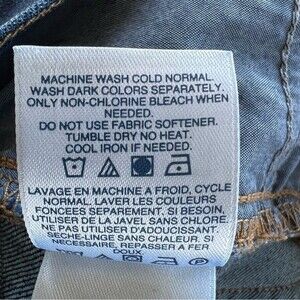 MACHINE WASH COLD NORMAL.
WASH DARK COLORS SEPARATELY.
ONLY NON-CHLORINE BLEACH WHEN
NEEDED.
DO NOT USE FABRIC SOFTENER.
TUMBLE DRY NO HEAT.
COOL IRON IF NEEDED.
LAVAGE EN MACHINE A FROID, CYCLE
NORMAL. LAVER LES COULEURS
FONCEES SEPAREMENT. SI BESOIN,
UTILISER DE LA JAVEL SANS CHLORE.
NE PAS UTILISER D'ADOUCISSANT.
SECHE-LINGE SANS CHALEUR. SI
NECESSAIRE, REPASSER A FER
DOUX.